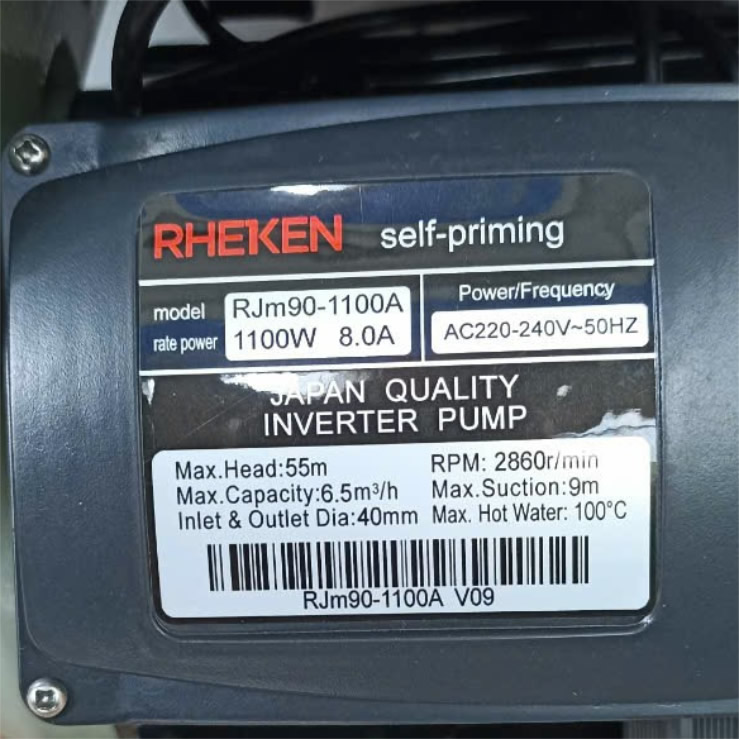 RHEKEN self-priming
model RJm90-1100A
rate power 1100W 8.0A
Power/Frequency
AC220-240V~50HZ
JAPAN QUALITY
INVERTER PUMP
Max.Head:55m RPM: 2860r/min
Max.Capacity:6.5m³/h Max.Suction:9m
Inlet & Outlet Dia:40mm Max. Hot Water: 100°C
RJm90-1100A V09